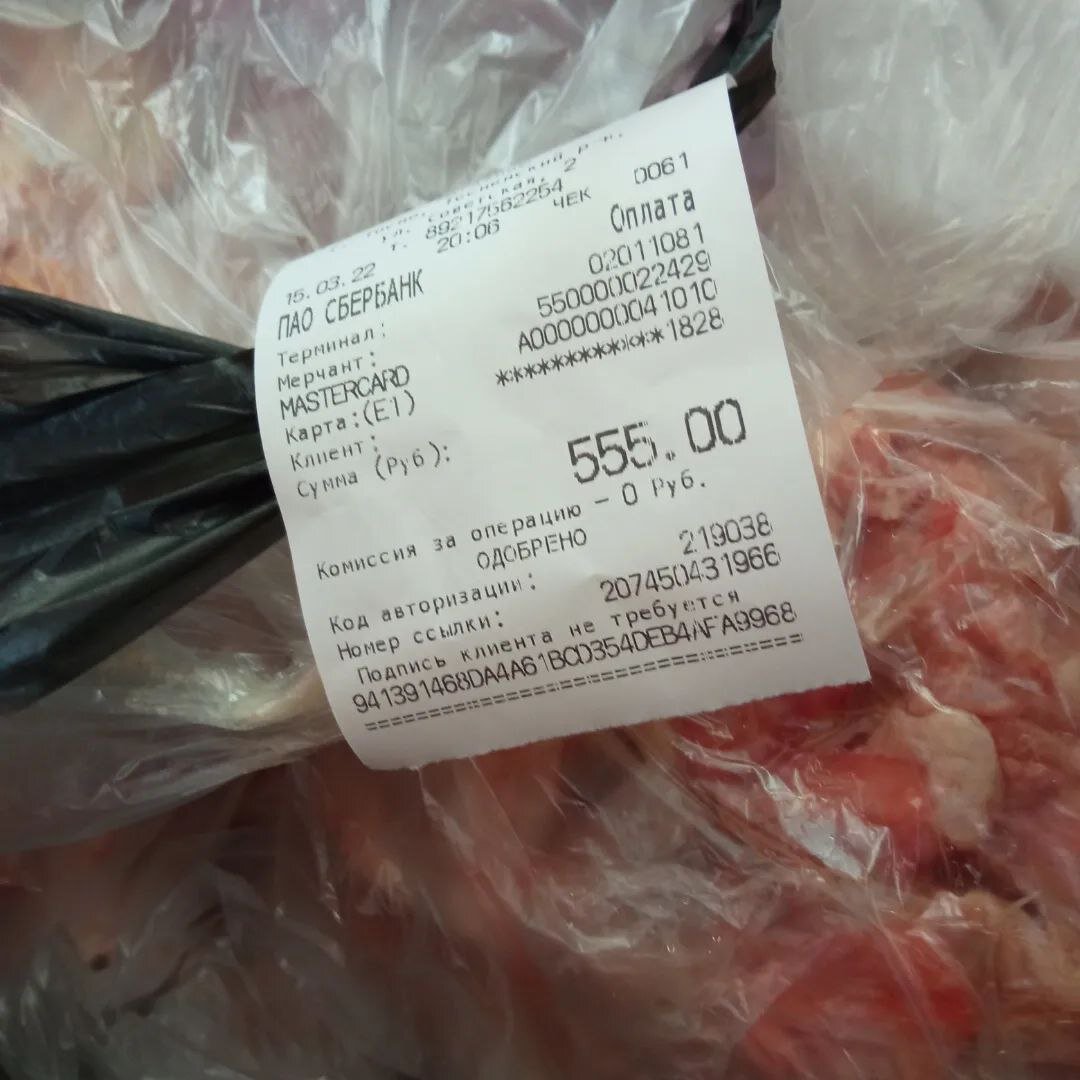 ул. Советская, 2
т. 89217562254
15.03.22 20:06 ЧЕК 0061
ПАО СБЕРБАНК Оплата
Терминал: 02011081
Мерчант: 550000022429
MASTERCARD A0000000041010
Карта:(E1) ************1828
Клиент:
Сумма (Руб): 555.00
Комиссия за операцию - 0 Руб.
ОДОБРЕНО
Код авторизации: 219038
Номер ссылки: 207450431966
Подпись клиента не требуется
941391468DA4A61BCD354DEB4AFA9968
================================